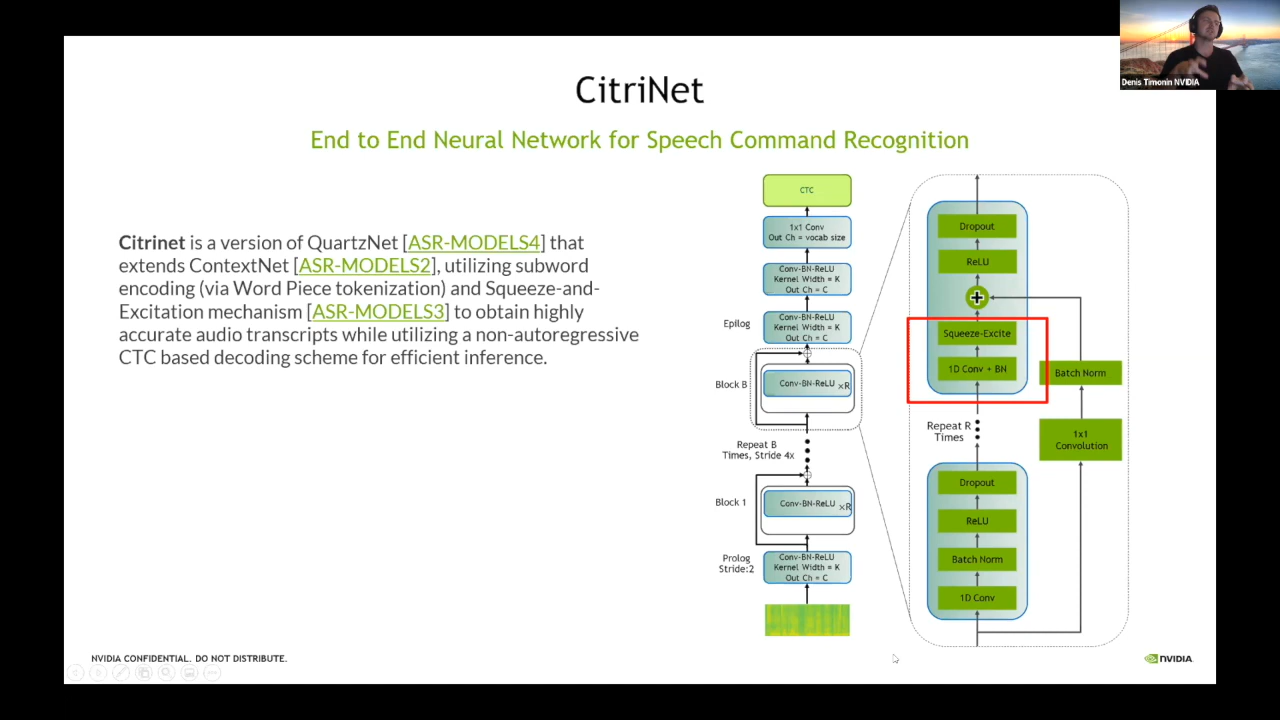 Denis Timonin NVIDIA
CitriNet
End to End Neural Network for Speech Command Recognition
Citrinet is a version of QuartzNet [ASR-MODELS4] that
extends ContextNet [ASR-MODELS2], utilizing subword
encoding (via Word Piece tokenization) and Squeeze-and-
Excitation mechanism [ASR-MODELS3] to obtain highly
accurate audio transcripts while utilizing a non-autoregressive
CTC based decoding scheme for efficient inference.
CTC
1x1 Conv
Out Ch = vocab size
Conv-BN-ReLU
Kernel Width = K
Out Ch = C
Epilog
Conv-BN-ReLU
Kernel Width = K
Out Ch = C
Block B
Conv-BN-ReLU ×R
Repeat B
Times, Stride 4x
Block 1
Conv-BN-ReLU ×R
Prolog
Stride:2
Conv-BN-ReLU
Kernel Width = K
Out Ch = C
Dropout
ReLU
+
Squeeze-Excite
1D Conv + BN
Batch Norm
Repeat R
Times
1x1
Convolution
Dropout
ReLU
Batch Norm
1D Conv
NVIDIA CONFIDENTIAL. DO NOT DISTRIBUTE.
NVIDIA